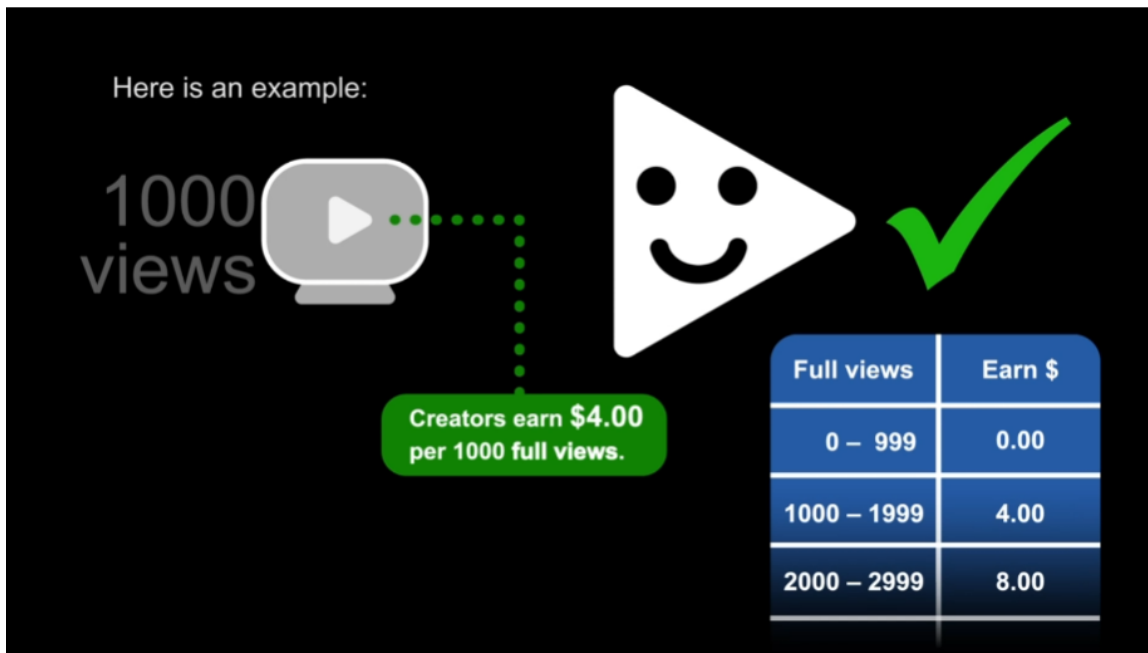 Here is an example:
1000
views
Creators earn $4.00
per 1000 full views.
Full views Earn $
0 – 999 0.00
1000 – 1999 4.00
2000 – 2999 8.00